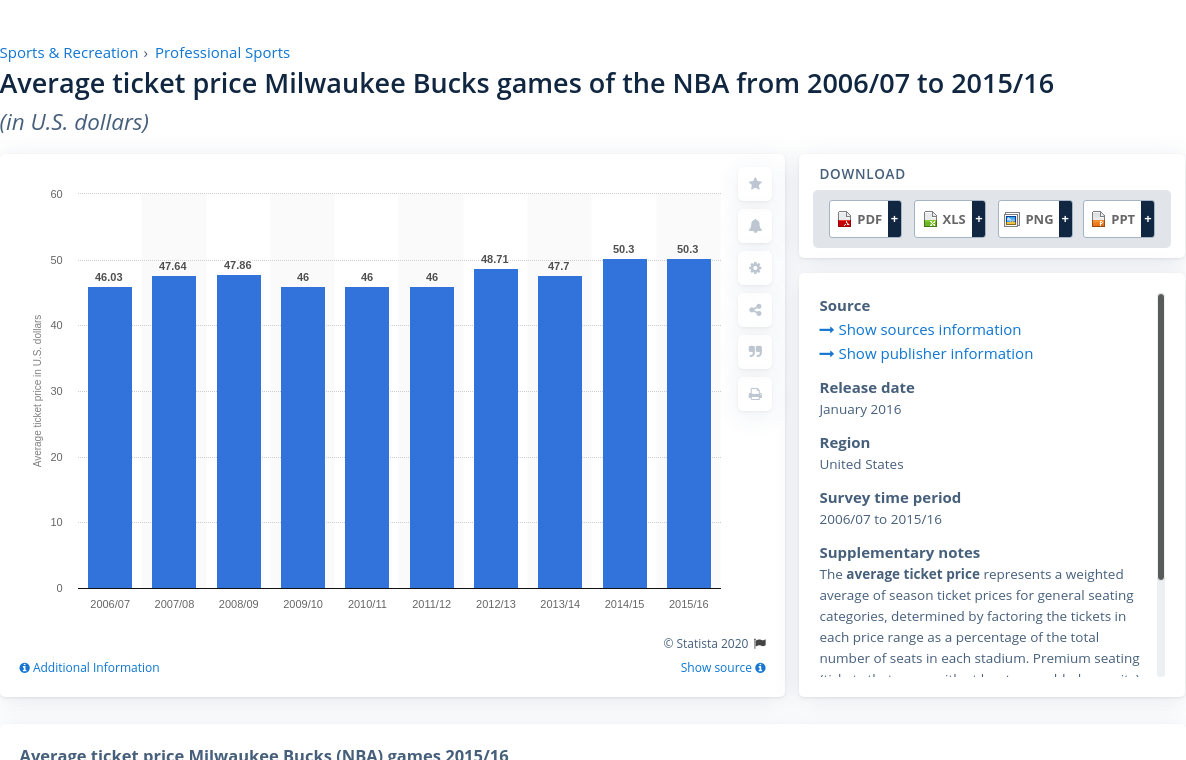 Sports & Recreation › Professional Sports
Average ticket price Milwaukee Bucks games of the NBA from 2006/07 to 2015/16
(in U.S. dollars)
Average ticket price in U.S. dollars
60
50
40
30
20
10
0
46.03 47.64 47.86 46 46 46 48.71 47.7 50.3 50.3
2006/07 2007/08 2008/09 2009/10 2010/11 2011/12 2012/13 2013/14 2014/15 2015/16
© Statista 2020
Additional Information Show source
DOWNLOAD
PDF + XLS + PNG + PPT +
Source
Show sources information
Show publisher information
Release date
January 2016
Region
United States
Survey time period
2006/07 to 2015/16
Supplementary notes
The average ticket price represents a weighted
average of season ticket prices for general seating
categories, determined by factoring the tickets in
each price range as a percentage of the total
number of seats in each stadium. Premium seating
Average ticket price Milwaukee Bucks (NBA) games 2015/16